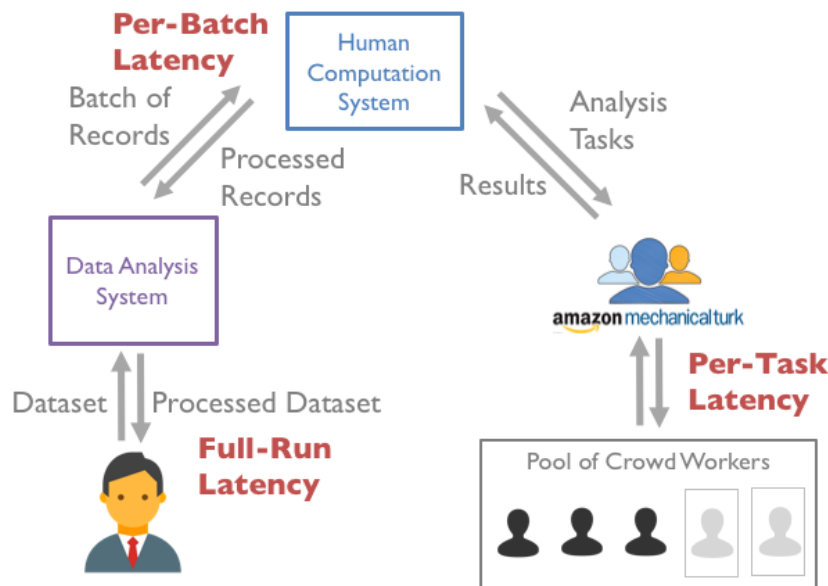 Per-Batch
Latency
Human
Computation
System
Batch of
Records
Analysis
Tasks
Processed
Records
Results
Data Analysis
System
amazon mechanical turk
Dataset
Processed Dataset
Per-Task
Latency
Full-Run
Latency
Pool of Crowd Workers